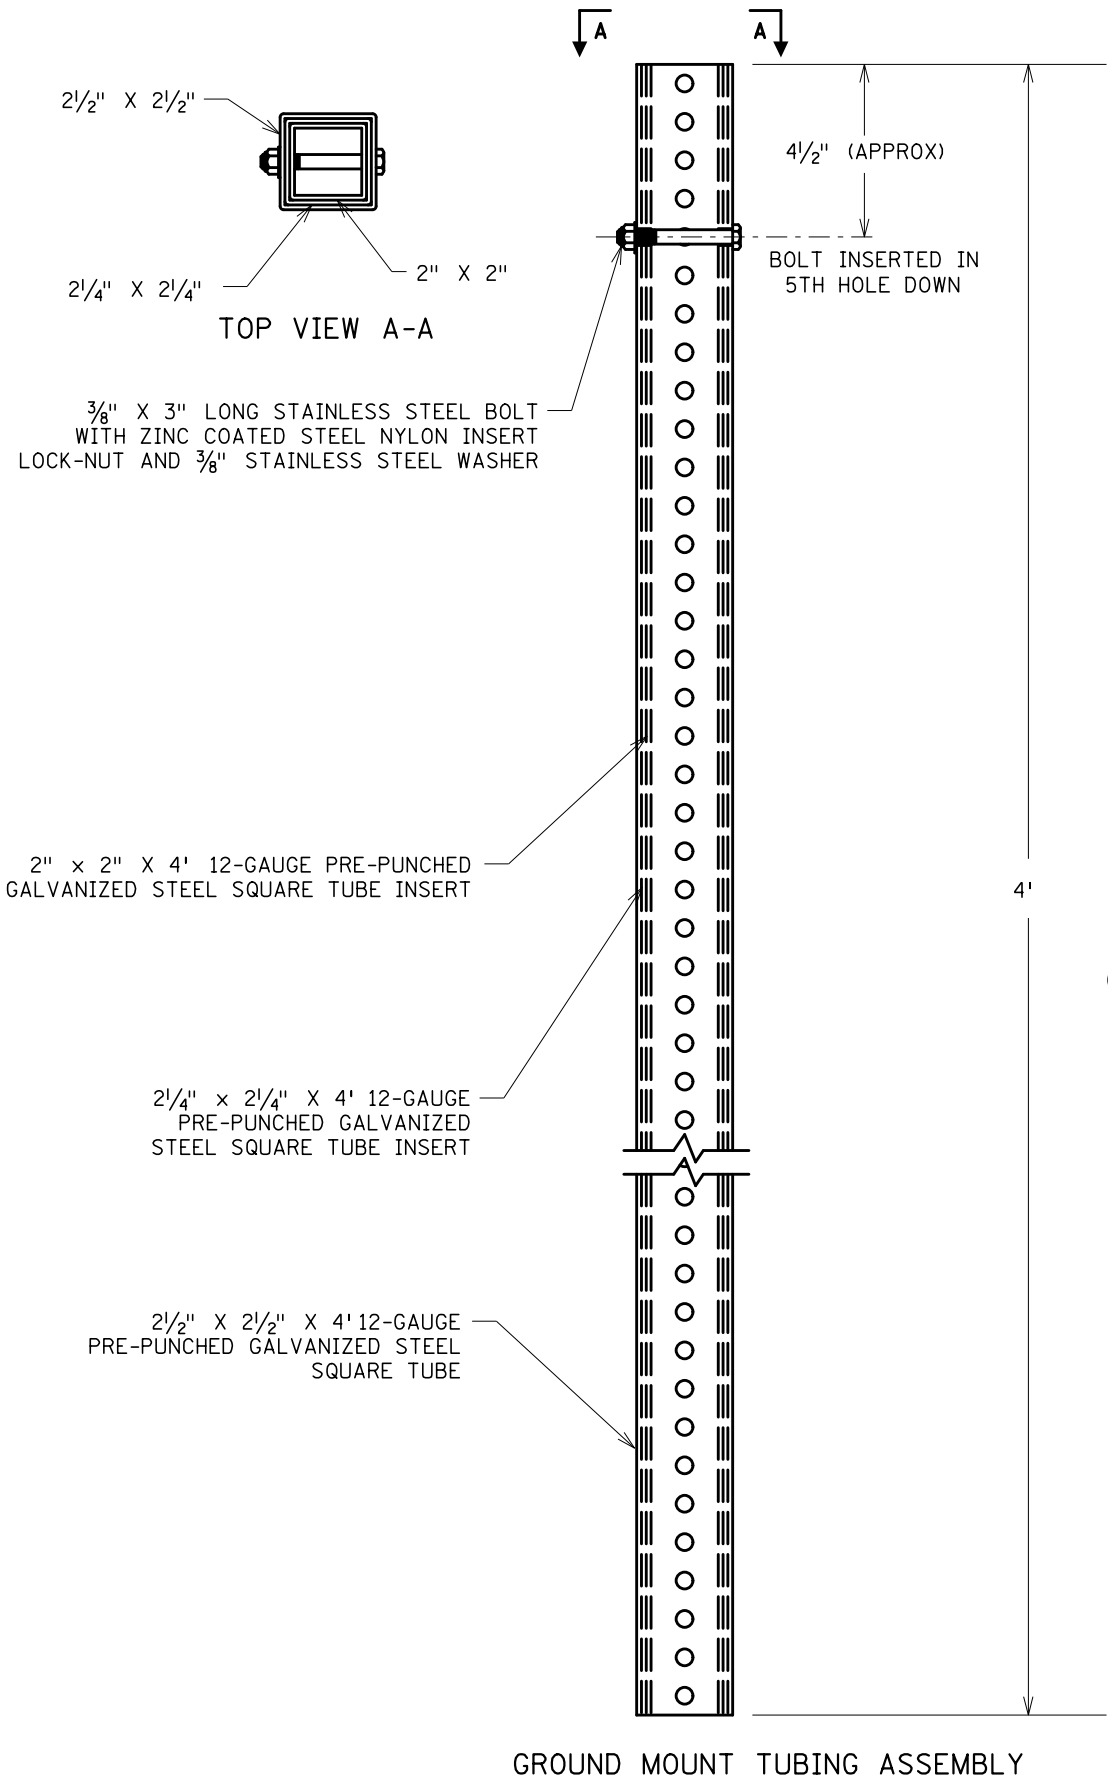 A A
2½" X 2½"
4½" (APPROX)
BOLT INSERTED IN
5TH HOLE DOWN
2¼" X 2¼"
2" X 2"
TOP VIEW A-A
⅜" X 3" LONG STAINLESS STEEL BOLT
WITH ZINC COATED STEEL NYLON INSERT
LOCK-NUT AND ⅜" STAINLESS STEEL WASHER
2" x 2" X 4' 12-GAUGE PRE-PUNCHED
GALVANIZED STEEL SQUARE TUBE INSERT
4'
2¼" x 2¼" X 4' 12-GAUGE
PRE-PUNCHED GALVANIZED
STEEL SQUARE TUBE INSERT
2½" X 2½" X 4' 12-GAUGE
PRE-PUNCHED GALVANIZED STEEL
SQUARE TUBE
GROUND MOUNT TUBING ASSEMBLY